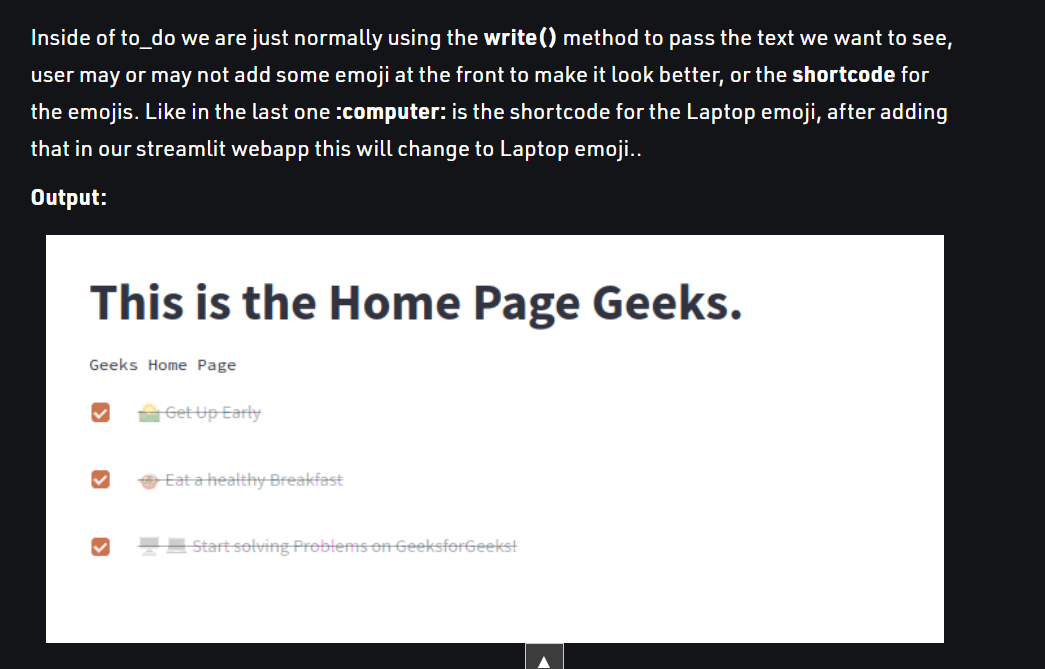 Inside of to_do we are just normally using the write() method to pass the text we want to see,
user may or may not add some emoji at the front to make it look better, or the shortcode for
the emojis. Like in the last one :computer: is the shortcode for the Laptop emoji, after adding
that in our streamlit webapp this will change to Laptop emoji..
Output:
This is the Home Page Geeks.
Geeks Home Page
Get Up Early
Eat a healthy Breakfast
Start solving Problems on GeeksforGeeks!